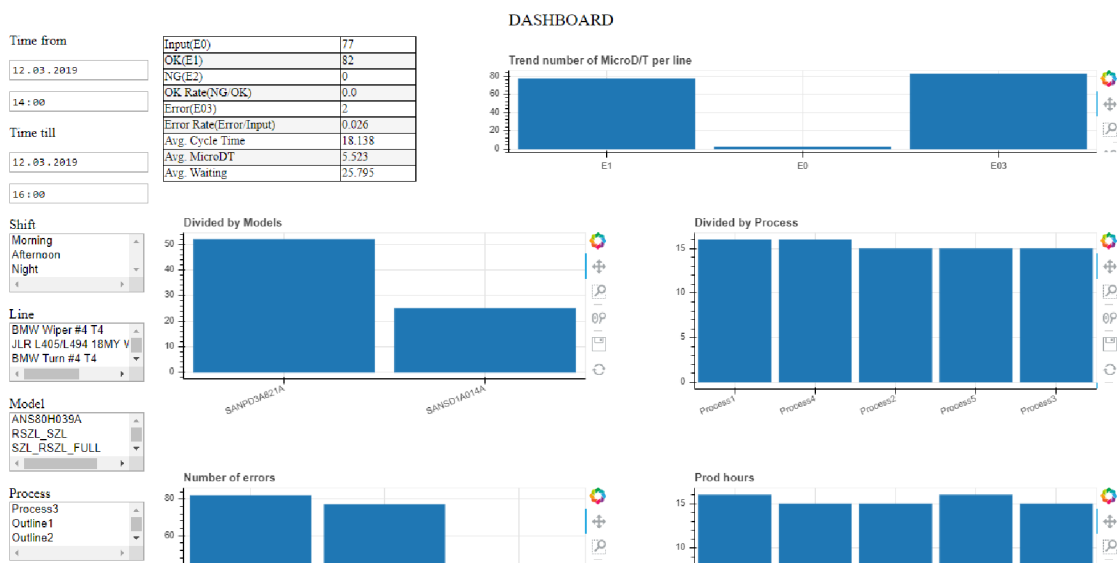 DASHBOARD
Time from
12.03.2019
14:00
Time till
12.03.2019
16:00
Shift
Morning
Afternoon
Night
Line
BMW Wiper #4 T4
JLR L405/L494 18MY
BMW Turn #4 T4
Model
ANS80H039A
RSZL_SZL
SZL_RSZL_FULL
Process
Process3
Outline1
Outline2
Input(E0) 77
OK(E1) 82
NG(E2) 0
OK Rate(NG/OK) 0.0
Error(E03) 2
Error Rate(Error/Input) 0.026
Avg. Cycle Time 18.138
Avg. MicroDT 5.523
Avg. Waiting 25.795
Trend number of MicroD/T per line
80
60
40
20
0
E1 E0 E03
Divided by Models
50
40
30
20
10
0
SANPD3A821A SANSD1A014A
Divided by Process
15
10
5
0
Process1 Process4 Process2 Process5 Process3
Number of errors
80
60
Prod hours
15
10